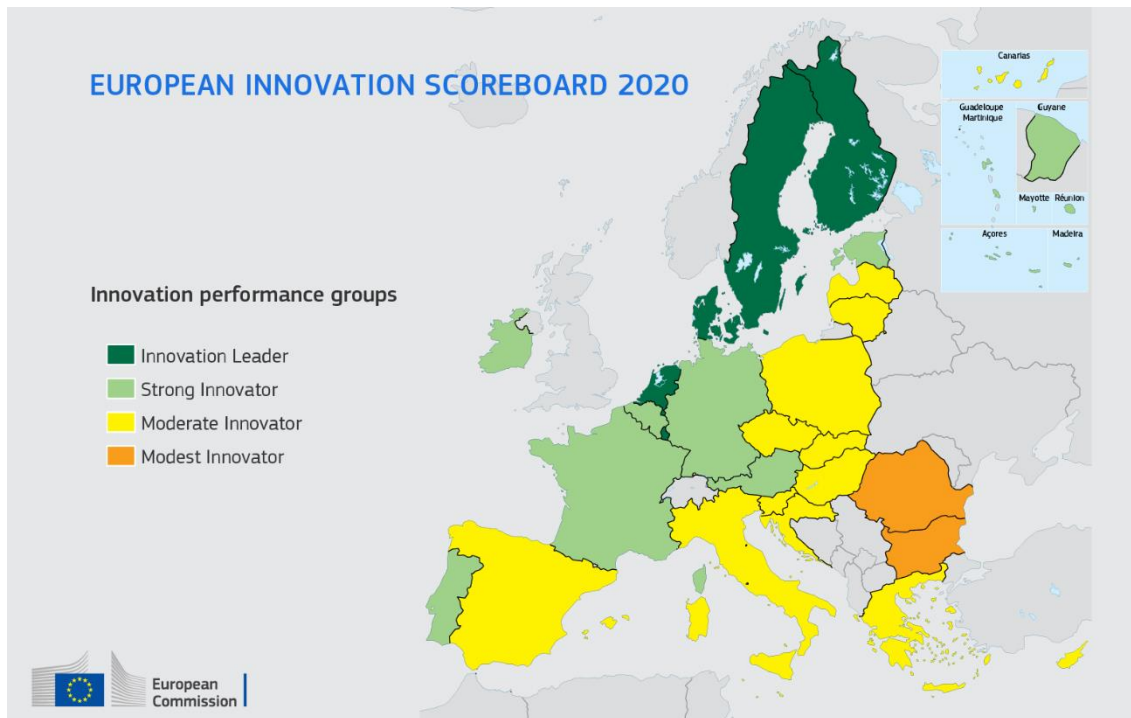 EUROPEAN INNOVATION SCOREBOARD 2020
Canarias
Guadeloupe
Martinique
Guyane
Mayotte
Réunion
Açores
Madeira
Innovation performance groups
Innovation Leader
Strong Innovator
Moderate Innovator
Modest Innovator
European
Commission